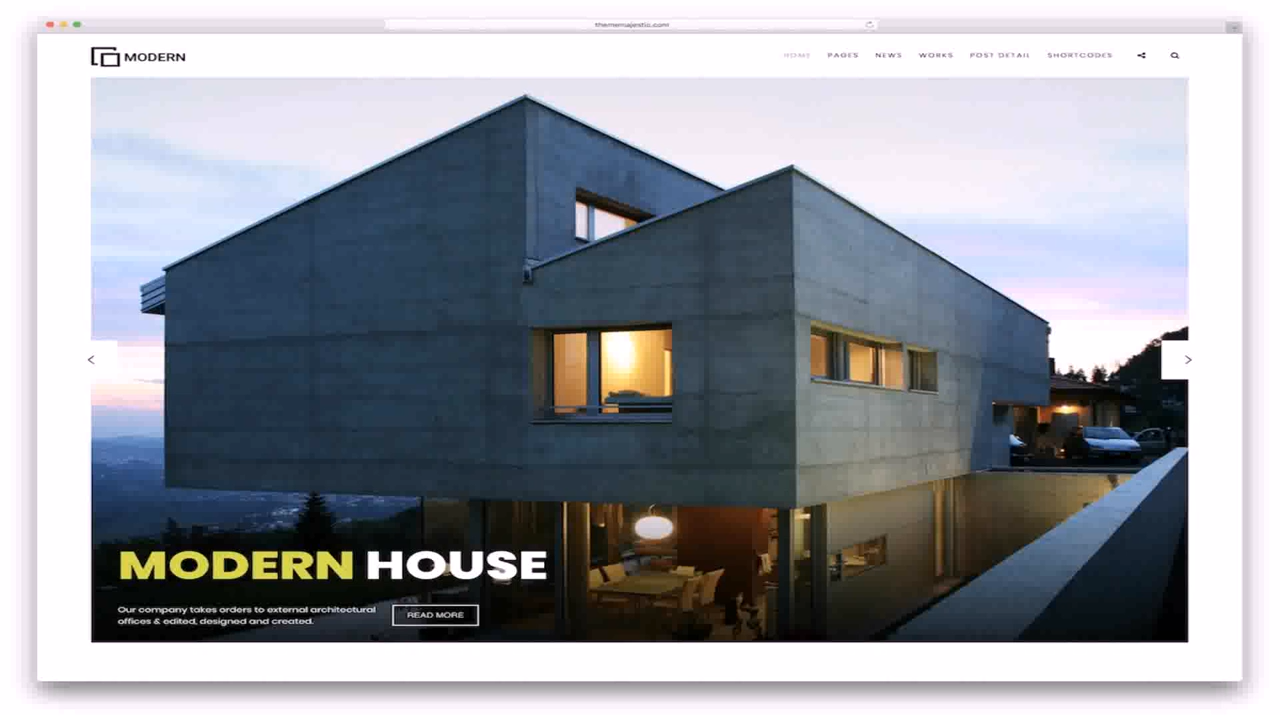 thememajestic.com
MODERN
HOME PAGES NEWS WORKS POST DETAIL SHORTCODES
MODERN HOUSE
Our company takes orders to external architectural
offices & edited, designed and created.
READ MORE